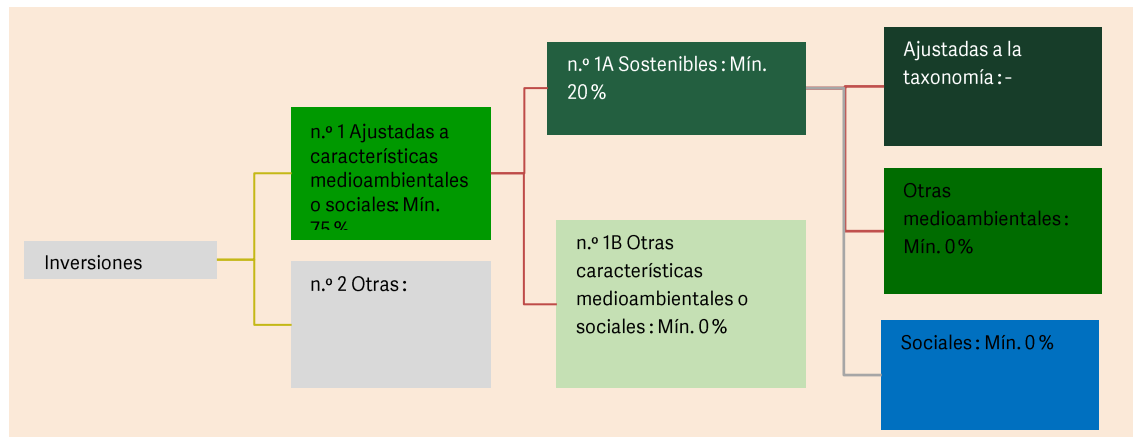 Inversiones
n.º 1 Ajustadas a
características
medioambientales
o sociales: Mín.
75 %
n.º 2 Otras :
n.º 1A Sostenibles : Mín.
20 %
n.º 1B Otras
características
medioambientales o
sociales : Mín. 0 %
Ajustadas a la
taxonomía : -
Otras
medioambientales :
Mín. 0 %
Sociales : Mín. 0 %